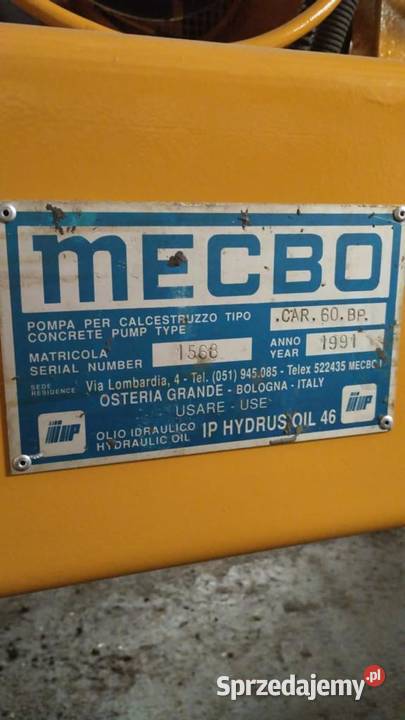 mECBO
POMPA PER CALCESTRUZZO TIPO
CONCRETE PUMP TYPE
.CAR.60.BP.
MATRICOLA
SERIAL NUMBER
1568
ANNO
YEAR
1991
SEDE
RESIDENCE
Via Lombardia, 4 - Tel. (051) 945.085 - Telex 522435 MECBO I
OSTERIA GRANDE - BOLOGNA - ITALY
USARE - USE
OLIO IDRAULICO
HYDRAULIC OIL
IP HYDRUS OIL 46
IP
IP
Sprzedajemy.pl